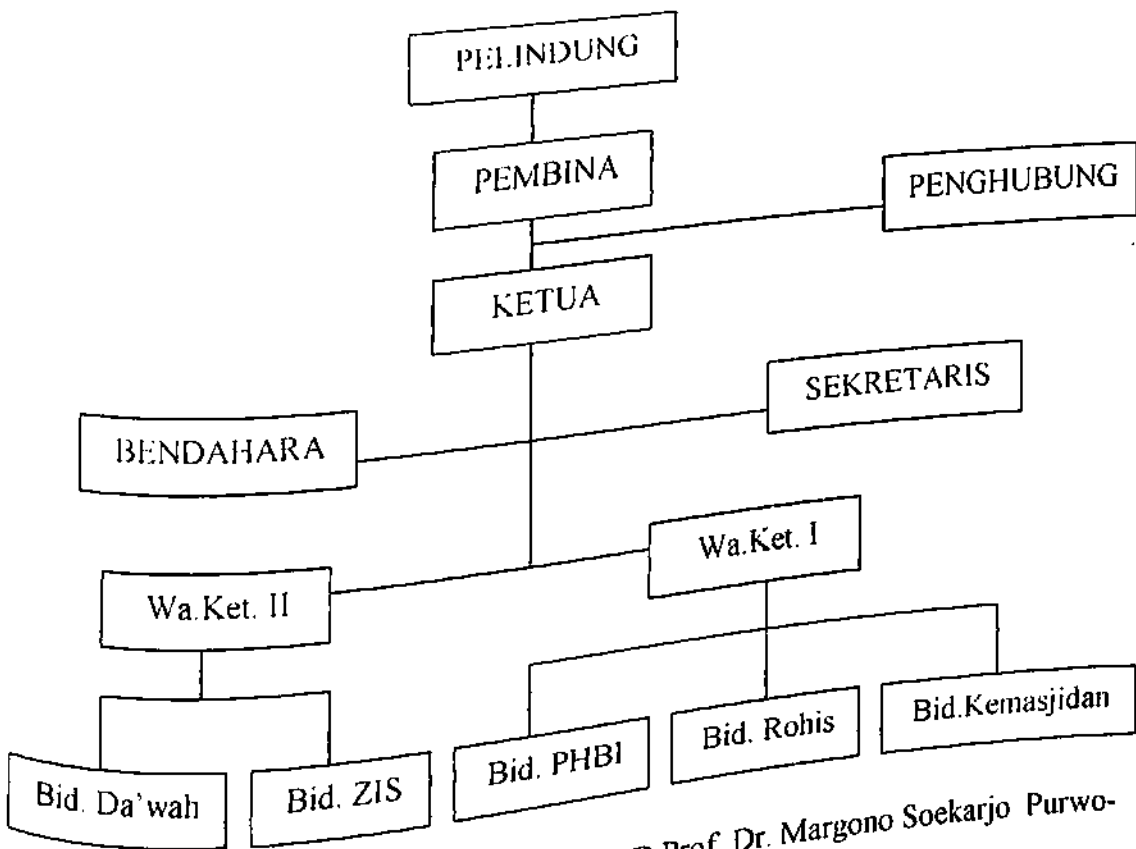 PELINDUNG
PEMBINA
PENGHUBUNG
KETUA
SEKRETARIS
BENDAHARA
Wa.Ket. I
Wa.Ket. II
Bid. Da'wah
Bid. ZIS
Bid. PHBI
Bid. Rohis
Bid.Kemasjidan
Prof. Dr. Margono Soekarjo Purwo-